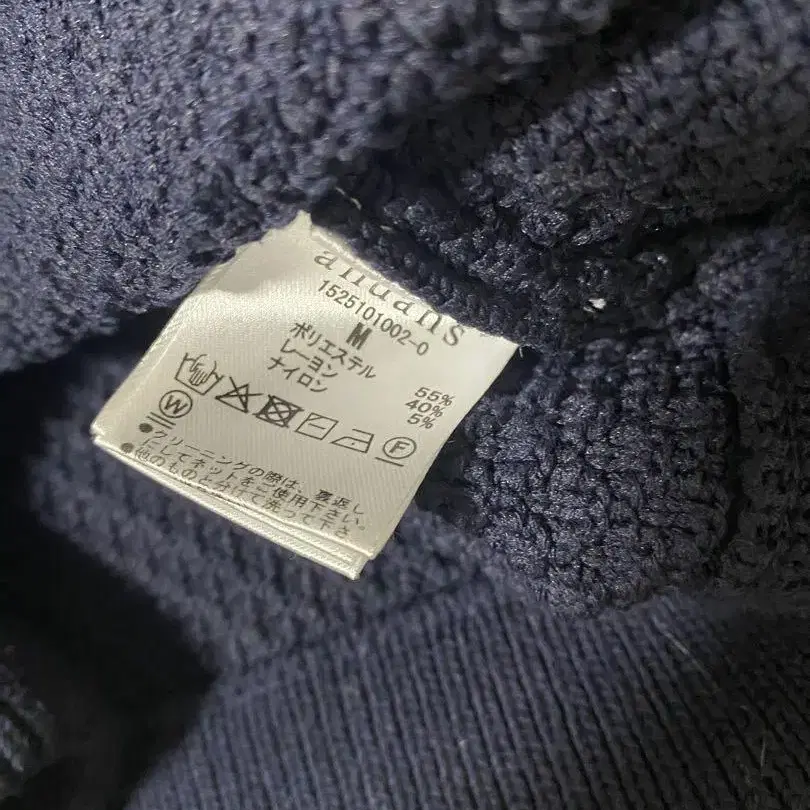 alluans
1525101002-0
M
ポリエステル 55%
レーヨン 40%
ナイロン 5%
F
W
●クリーニングの際は、裏返し
にしてネットをご使用下さい。
●他のものと分けて洗って下さ